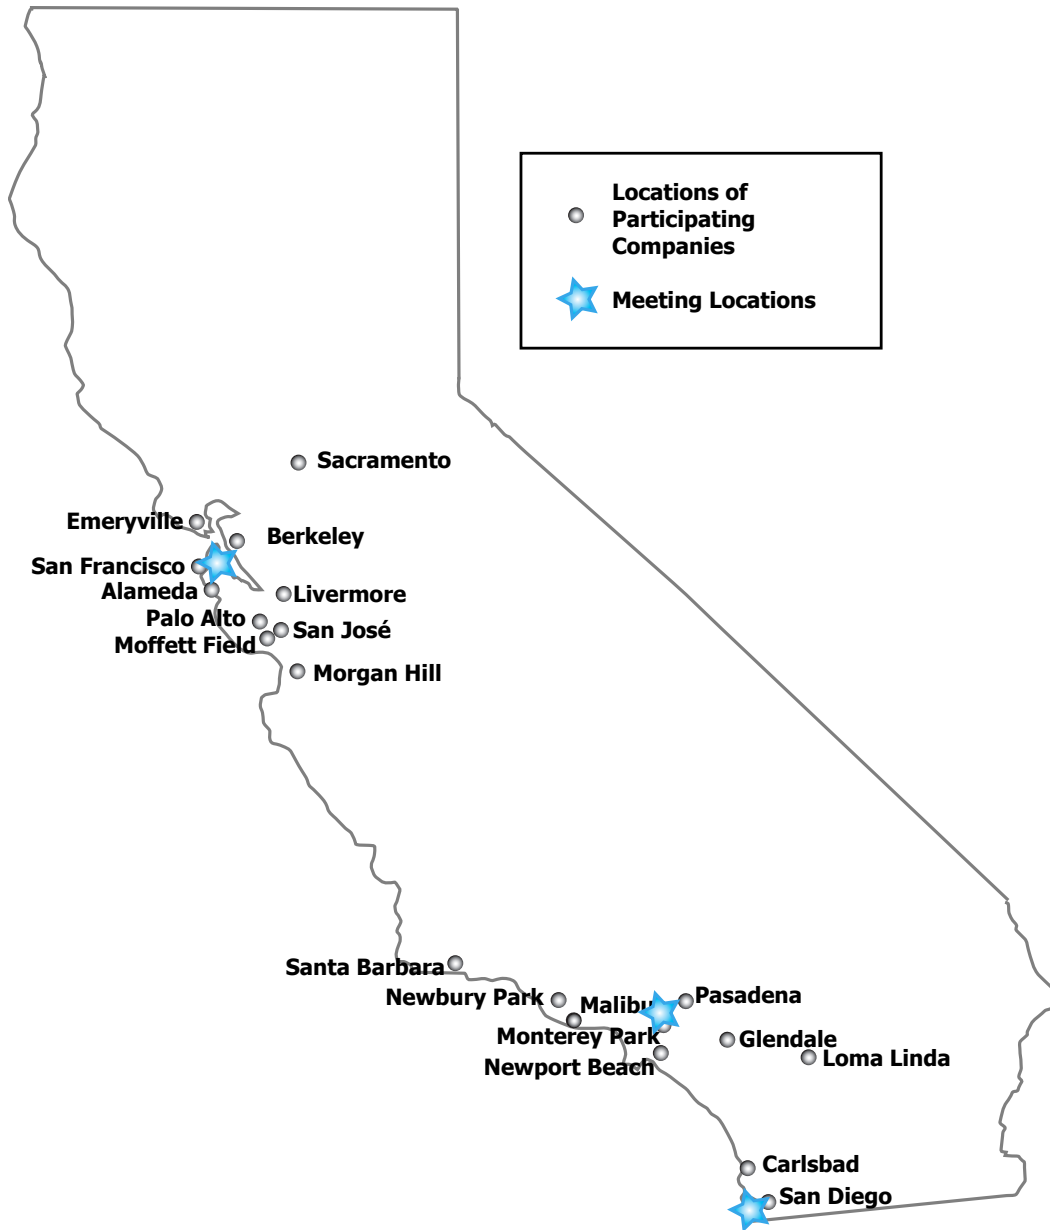 Locations of
Participating
Companies
Meeting Locations
Sacramento
Emeryville
Berkeley
San Francisco
Alameda
Livermore
Palo Alto
San José
Moffett Field
Morgan Hill
Santa Barbara
Newbury Park
Malibu
Pasadena
Monterey Park
Glendale
Newport Beach
Loma Linda
Carlsbad
San Diego